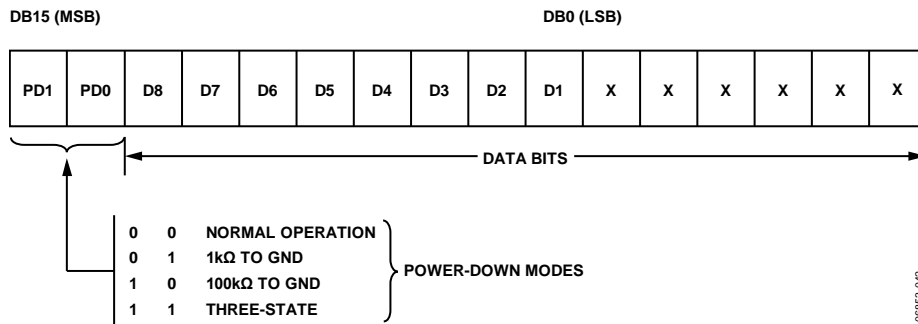 DB15 (MSB) DB0 (LSB)
PD1 PD0 D8 D7 D6 D5 D4 D3 D2 D1 X X X X X X
DATA BITS
0 0 NORMAL OPERATION
0 1 1kΩ TO GND
1 0 100kΩ TO GND
1 1 THREE-STATE
POWER-DOWN MODES